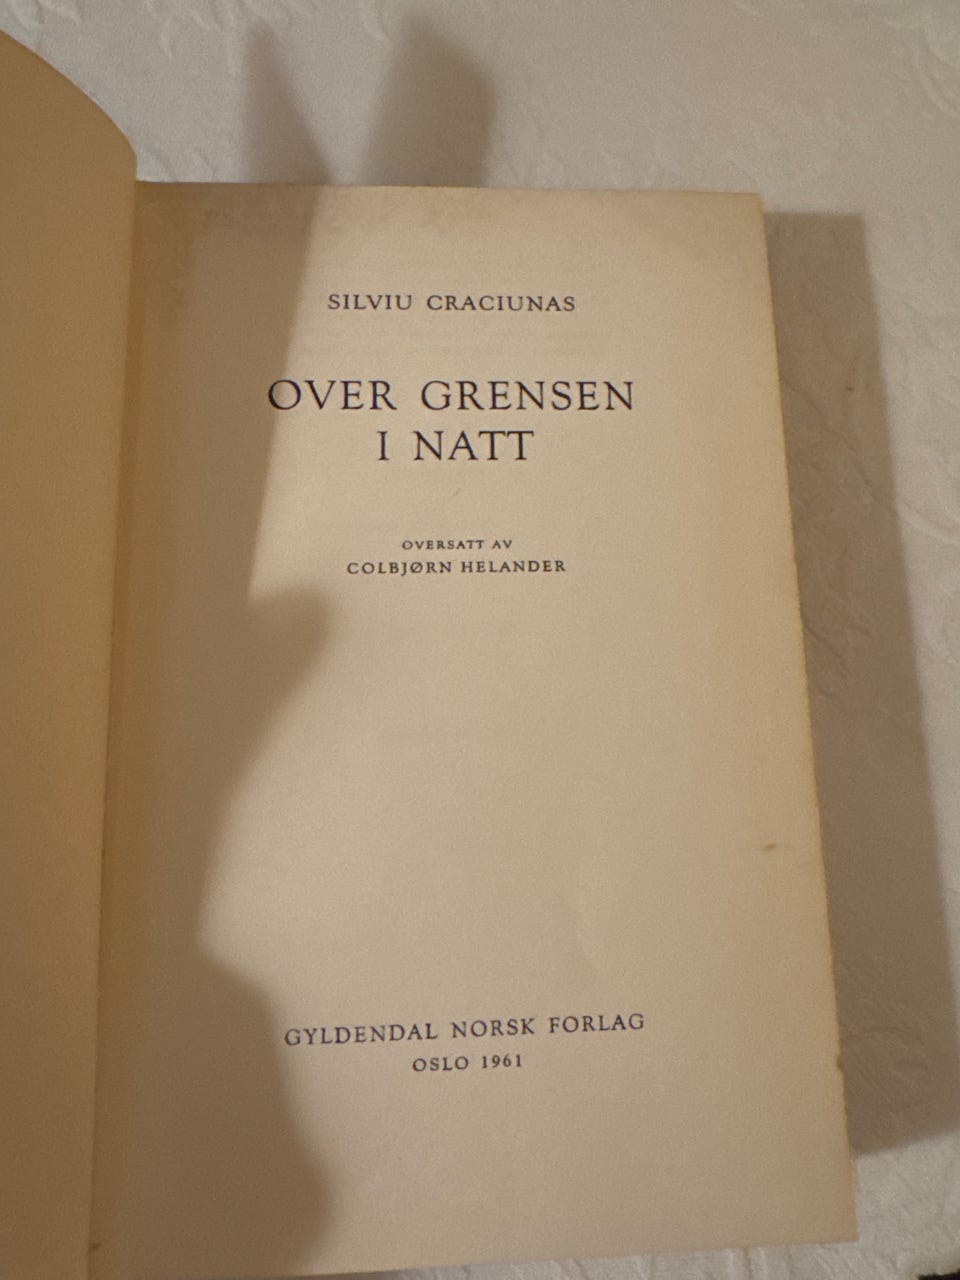 SILVIU CRACIUNAS
OVER GRENSEN
I NATT
OVERSATT AV
COLBJØRN HELANDER
GYLDENDAL NORSK FORLAG
OSLO 1961